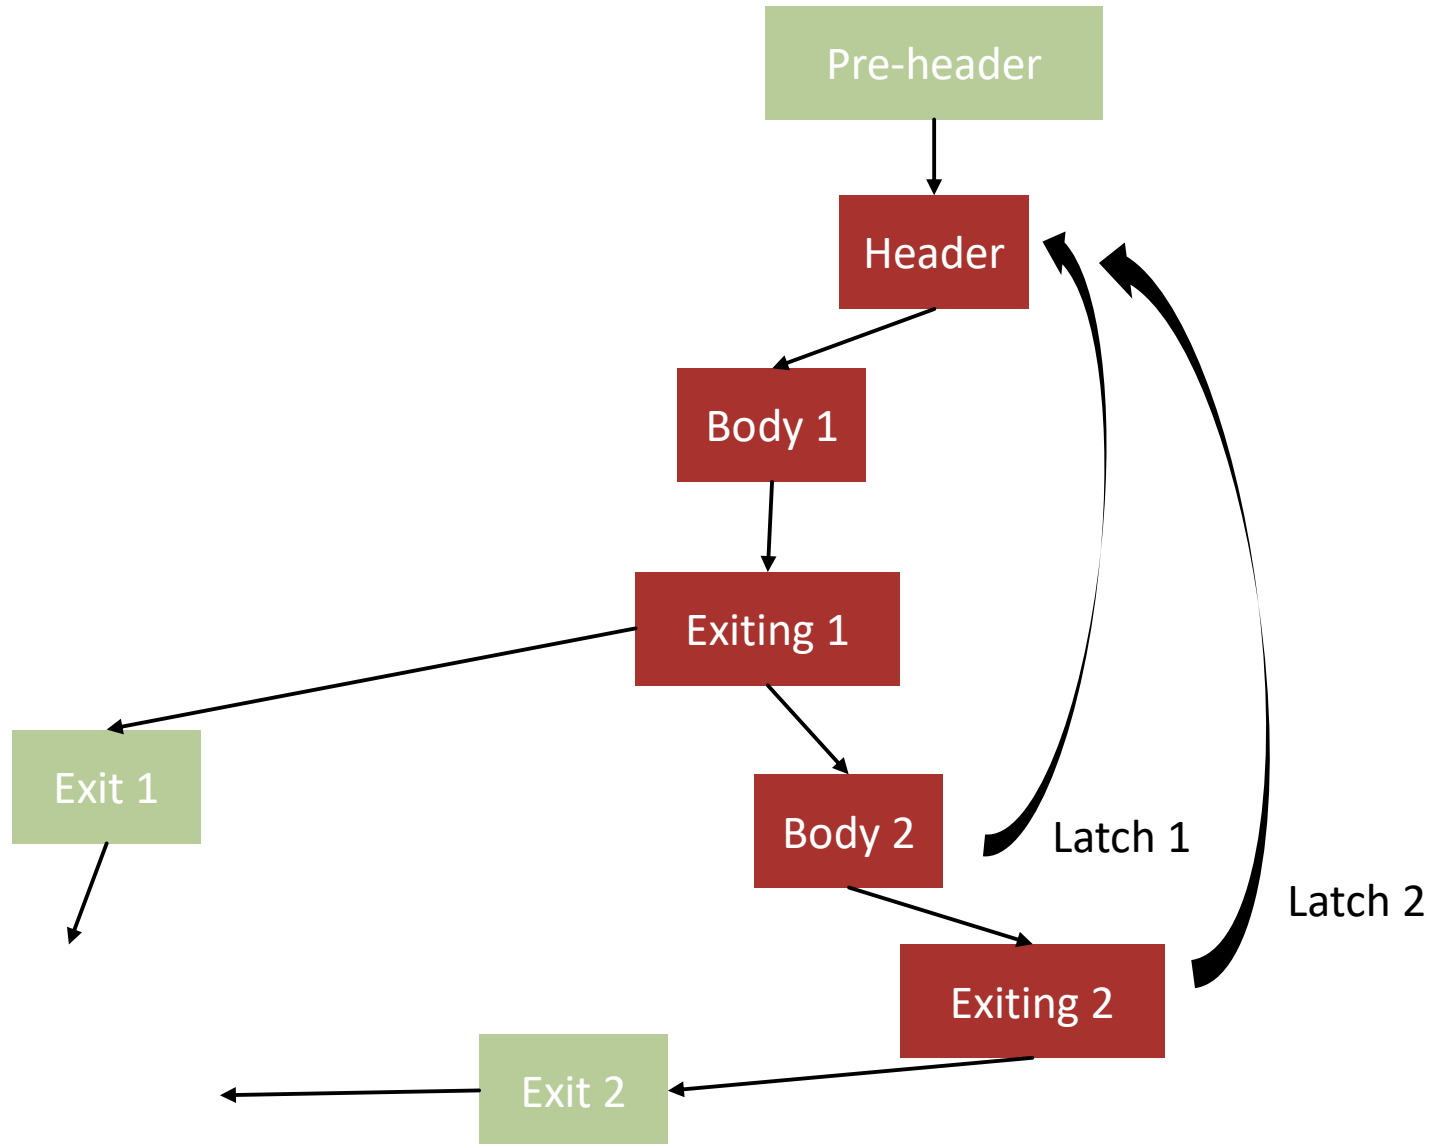 Pre-header
Header
Body 1
Exiting 1
Exit 1
Body 2
Latch 1
Latch 2
Exiting 2
Exit 2